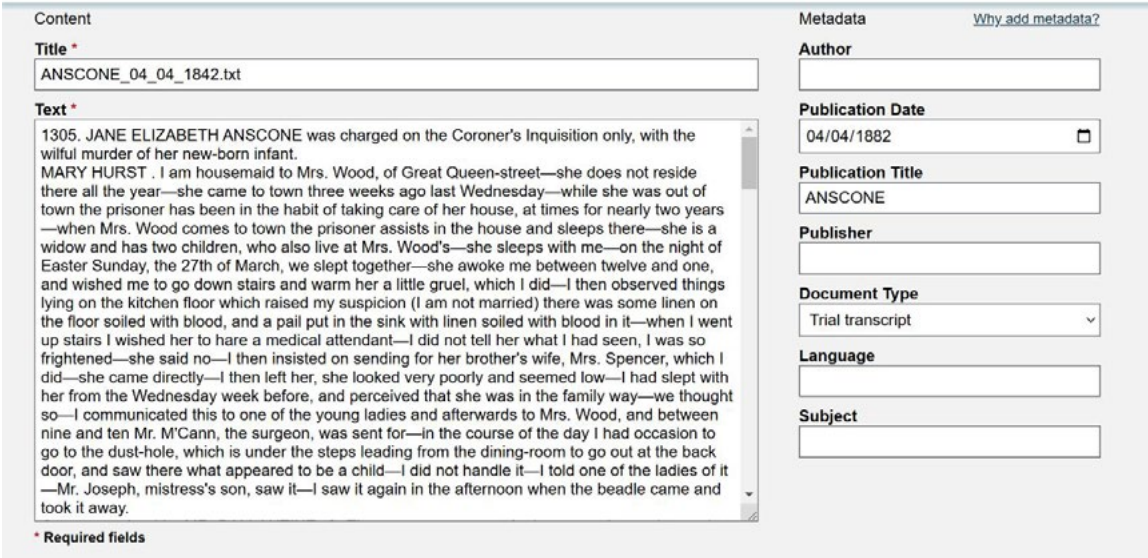 Content
Title *
ANSCONE_04_04_1842.txt
Text *
1305. JANE ELIZABETH ANSCONE was charged on the Coroner's Inquisition only, with the
wilful murder of her new-born infant.
MARY HURST . I am housemaid to Mrs. Wood, of Great Queen-street—she does not reside
there all the year—she came to town three weeks ago last Wednesday—while she was out of
town the prisoner has been in the habit of taking care of her house, at times for nearly two years
—when Mrs. Wood comes to town the prisoner assists in the house and sleeps there—she is a
widow and has two children, who also live at Mrs. Wood's—she sleeps with me—on the night of
Easter Sunday, the 27th of March, we slept together—she awoke me between twelve and one,
and wished me to go down stairs and warm her a little gruel, which I did—I then observed things
lying on the kitchen floor which raised my suspicion (I am not married) there was some linen on
the floor soiled with blood, and a pail put in the sink with linen soiled with blood in it—when I went
up stairs I wished her to hare a medical attendant—I did not tell her what I had seen, I was so
frightened—she said no—I then insisted on sending for her brother's wife, Mrs. Spencer, which I
did—she came directly—I then left her, she looked very poorly and seemed low—I had slept with
her from the Wednesday week before, and perceived that she was in the family way—we thought
so—I communicated this to one of the young ladies and afterwards to Mrs. Wood, and between
nine and ten Mr. M'Cann, the surgeon, was sent for—in the course of the day I had occasion to
go to the dust-hole, which is under the steps leading from the dining-room to go out at the back
door, and saw there what appeared to be a child—I did not handle it—I told one of the ladies of it
—Mr. Joseph, mistress's son, saw it—I saw it again in the afternoon when the beadle came and
took it away.
* Required fields
Metadata
Why add metadata?
Author
Publication Date
04/04/1882
Publication Title
ANSCONE
Publisher
Document Type
Trial transcript
Language
Subject